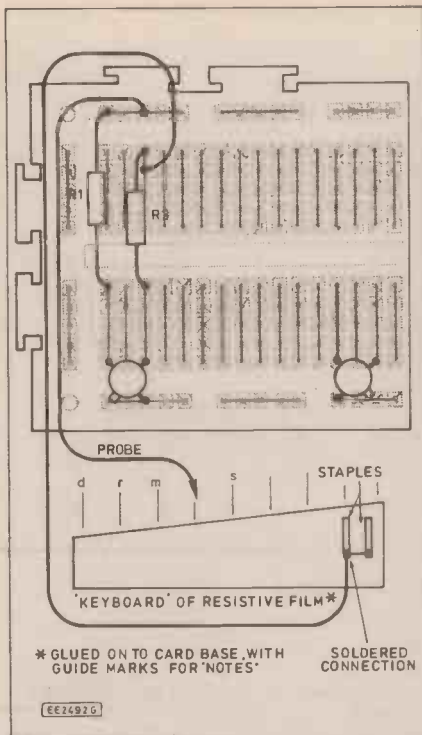 R1
R3
PROBE
d r m s
STAPLES
'KEYBOARD' OF RESISTIVE FILM*
* GLUED ON TO CARD BASE, WITH
GUIDE MARKS FOR 'NOTES'
SOLDERED
CONNECTION
EE2492G